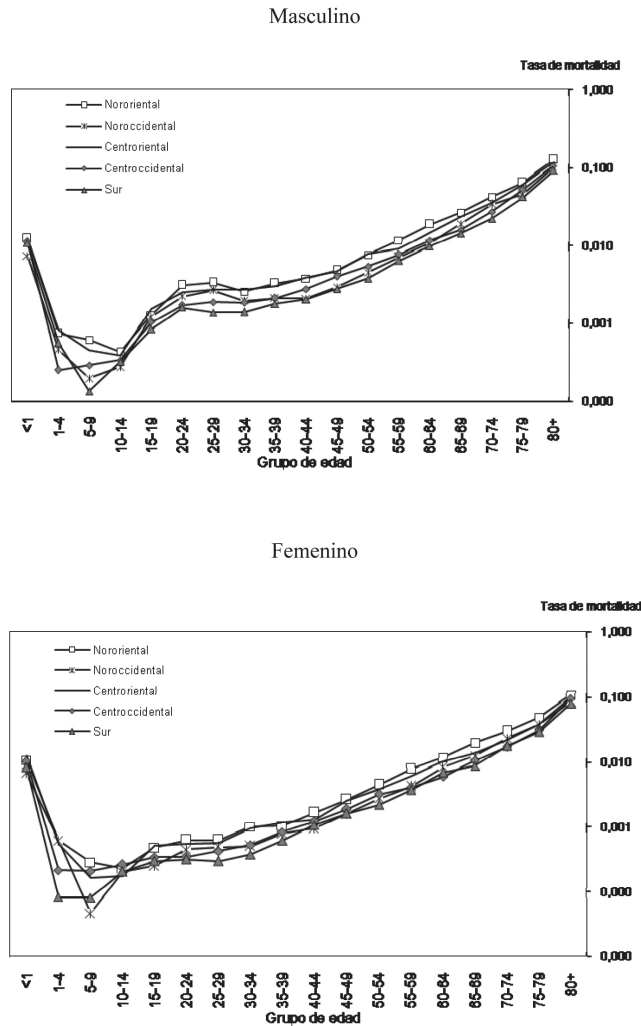 Masculino
Tasa de mortalidad
1,000
0,100
0,010
0,001
0,000
Nororiental
Noroccidental
Centroriental
Centroccidental
Sur
<1
1-4
5-9
10-14
15-19
20-24
25-29
30-34
35-39
40-44
45-49
50-54
55-59
60-64
65-69
70-74
75-79
80+
Grupo de edad
Femenino
Tasa de mortalidad
1,000
0,100
0,010
0,001
0,000
0,000
Nororiental
Noroccidental
Centroriental
Centroccidental
Sur
<1
1-4
5-9
10-14
15-19
20-24
25-29
30-34
35-39
40-44
45-49
50-54
55-59
60-64
65-69
70-74
75-79
80+
Grupo de edad